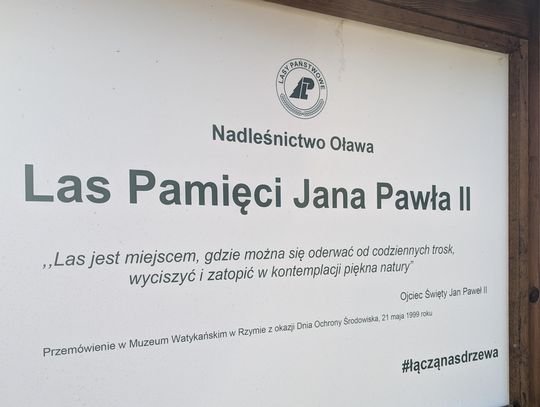 LASY PAŃSTWOWE
Nadleśnictwo Oława
Las Pamięci Jana Pawła II
,,Las jest miejscem, gdzie można się oderwać od codziennych trosk,
wyciszyć i zatopić w kontemplacji piękna natury"
Ojciec Święty Jan Paweł II
Przemówienie w Muzeum Watykańskim w Rzymie z okazji Dnia Ochrony Środowiska, 21 maja 1999 roku
#łącząnasdrzewa